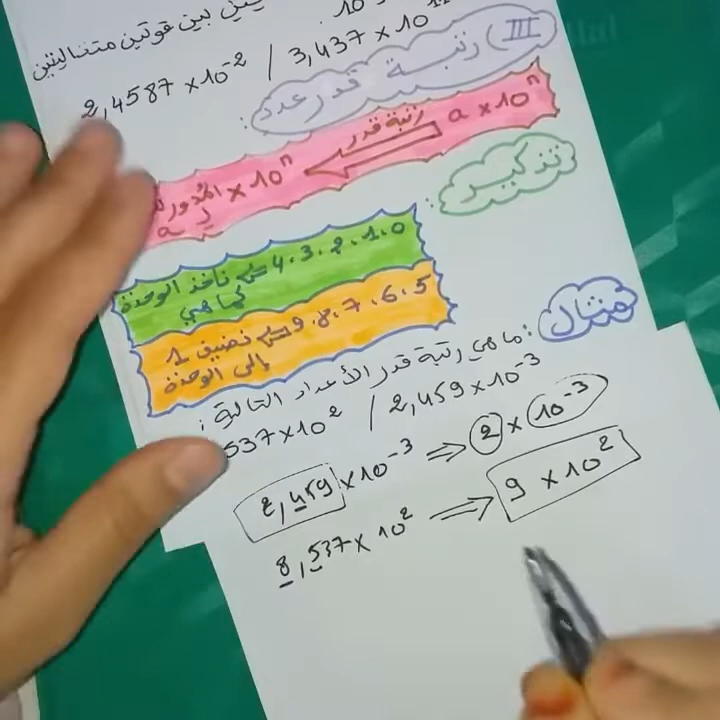 بين قوتين متتاليتين
2,4587 x 10⁻² / 3,437 x 10
III) رتبة قدر عدد :
a x 10ⁿ رتبة قدر x 10ⁿ
تذكير :
0.1.2.3.4 ⇐ نأخذ الوحدة
كما هي
5.6.7.8.9 ⇐ نضيف 1
إلى الوحدة
مثال : ما هي رتبة قدر الأعداد التالية :
537 x 10² / 2,459 x 10⁻³
2,459 x 10⁻³ ⇒ 2 x 10⁻³
8,537 x 10² ⇒ 9 x 10²